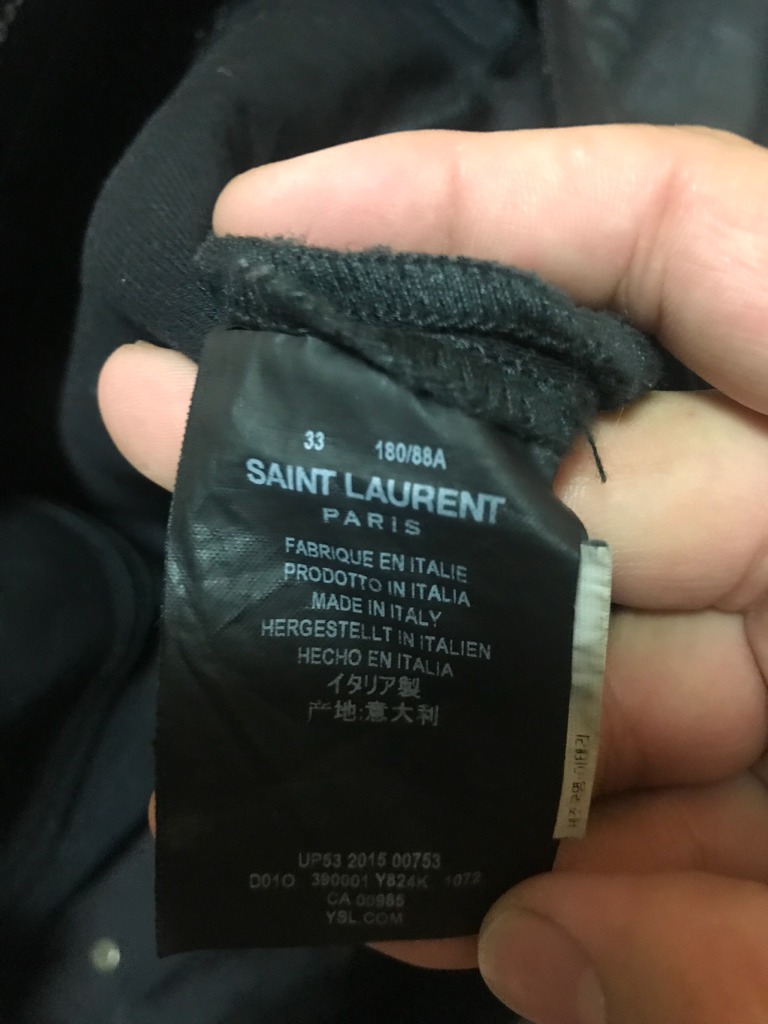 33 180/88A
SAINT LAURENT
PARIS
FABRIQUE EN ITALIE
PRODOTTO IN ITALIA
MADE IN ITALY
HERGESTELLT IN ITALIEN
HECHO EN ITALIA
イタリア製
产地:意大利
UP53 2015 00753
D01O 390001 Y824K 1072
CA 00985
YSL.COM